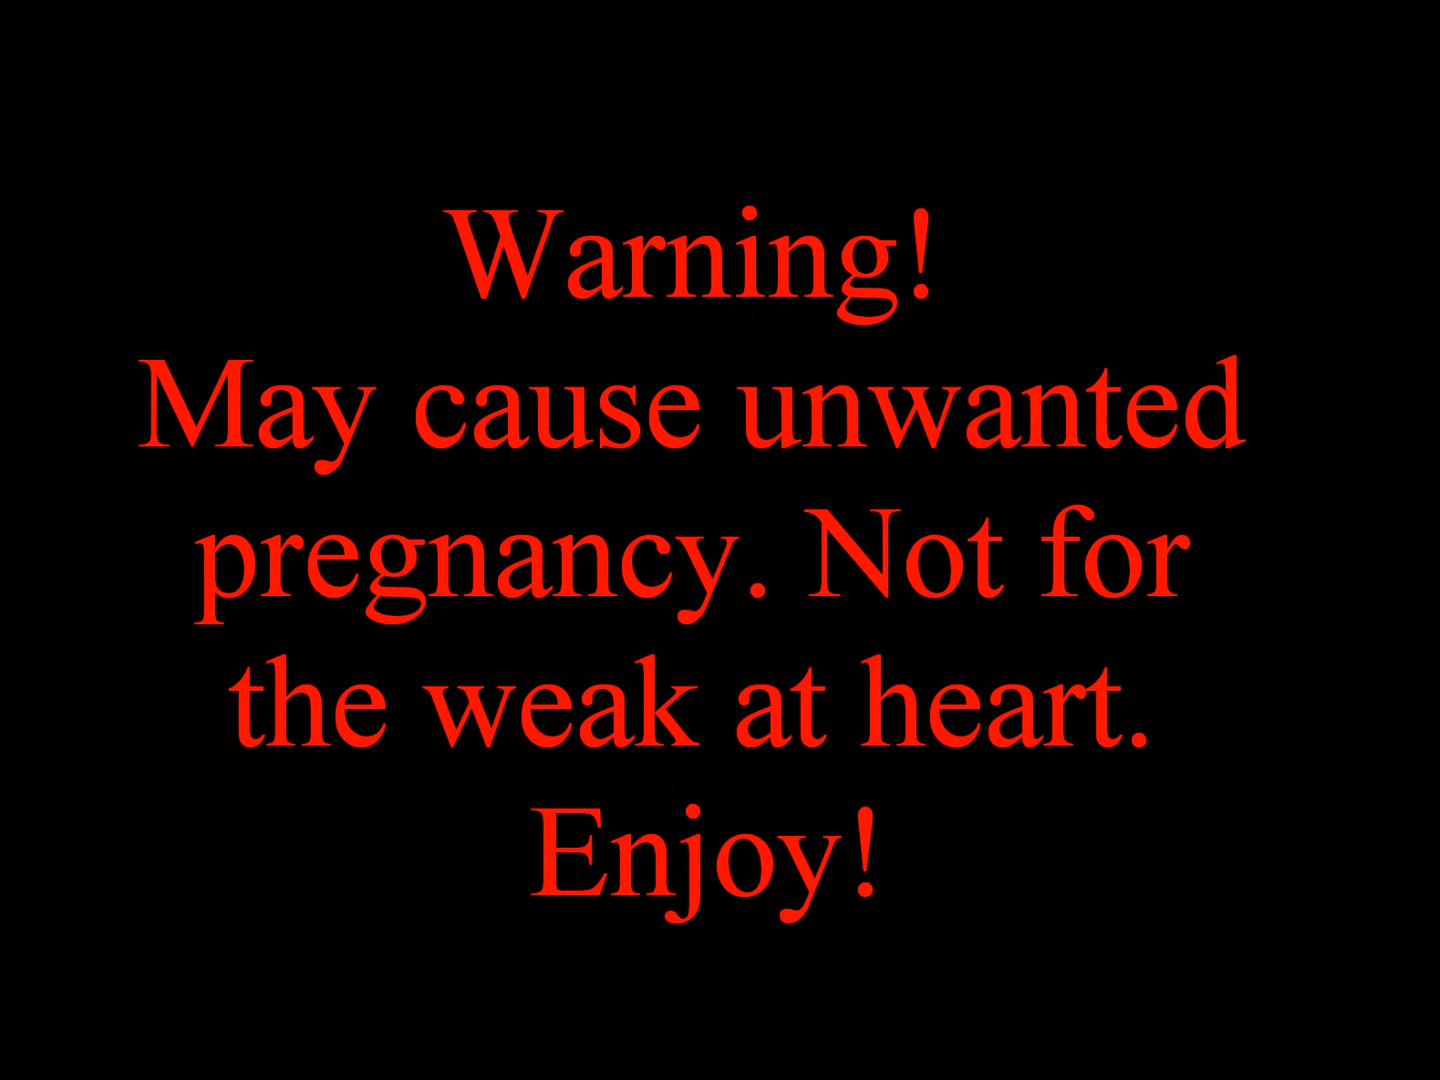 Warning!
May cause unwanted
pregnancy. Not for
the weak at heart.
Enjoy!